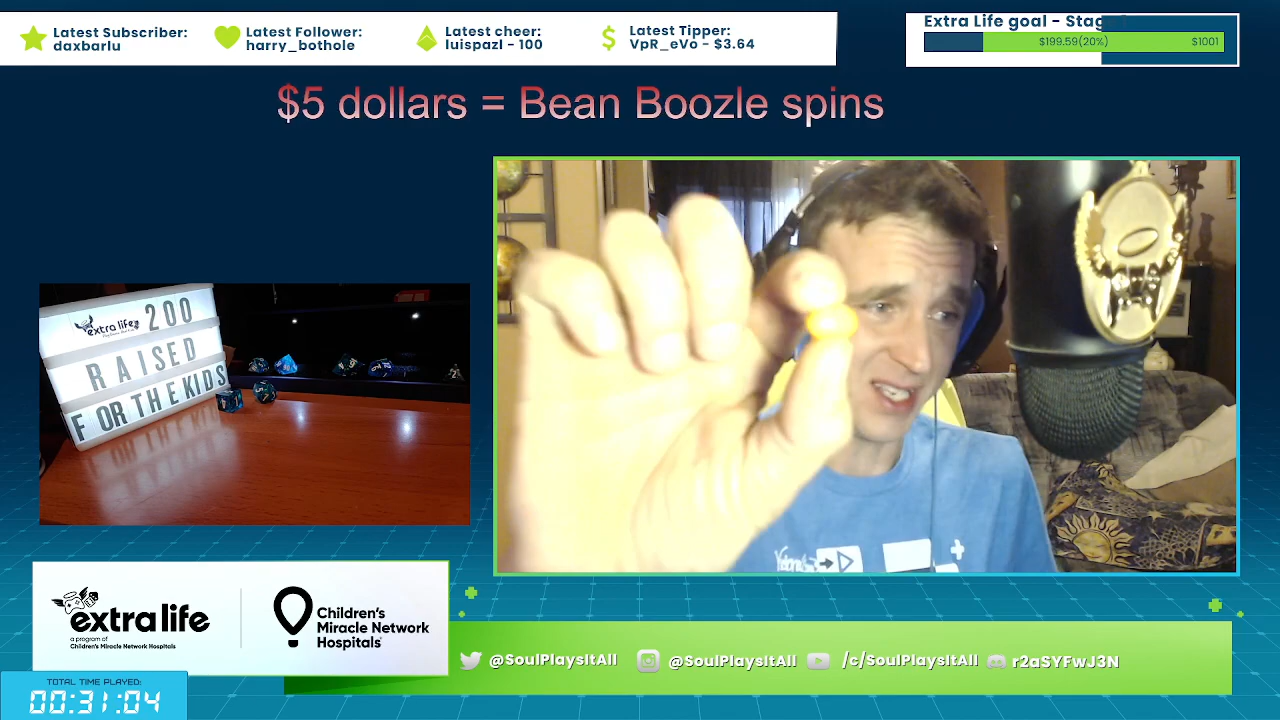 Latest Subscriber:
daxbarlu
Latest Follower:
harry_bothole
Latest cheer:
luispazl - 100
Latest Tipper:
VpR_eVo - $3.64
Extra Life goal - Stag
$199.59(20%)
$1001
$5 dollars = Bean Boozle spins
extra life 200
RAISED
FOR THE KIDS
extra life
a program of
Children's Miracle Network Hospitals
Children's
Miracle Network
Hospitals
@SoulPlaysItAll
@SoulPlaysItAll
/c/SoulPlaysItAll
r2aSYFwJ3N
TOTAL TIME PLAYED:
00:31:04